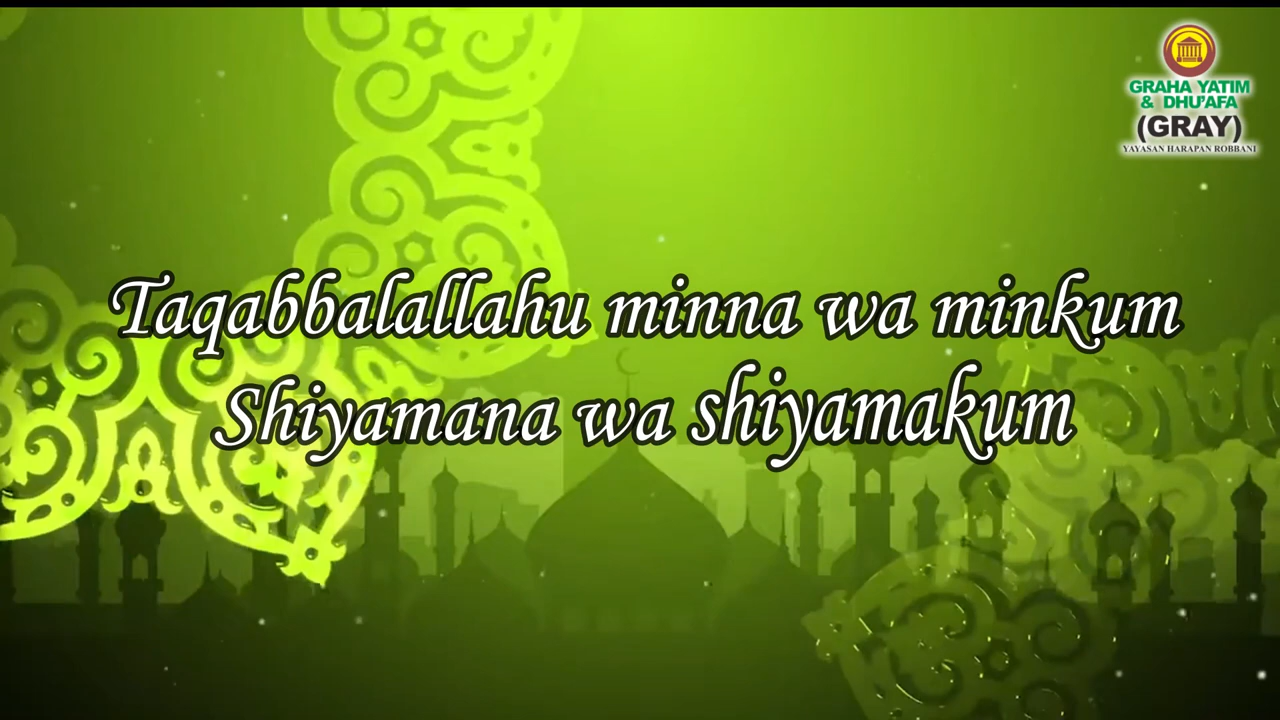 GRAHA YATIM
& DHU'AFA
(GRAY)
YAYASAN HARAPAN ROBBANI
Taqabbalallahu minna wa minkum
Shiyamana wa shiyamakum